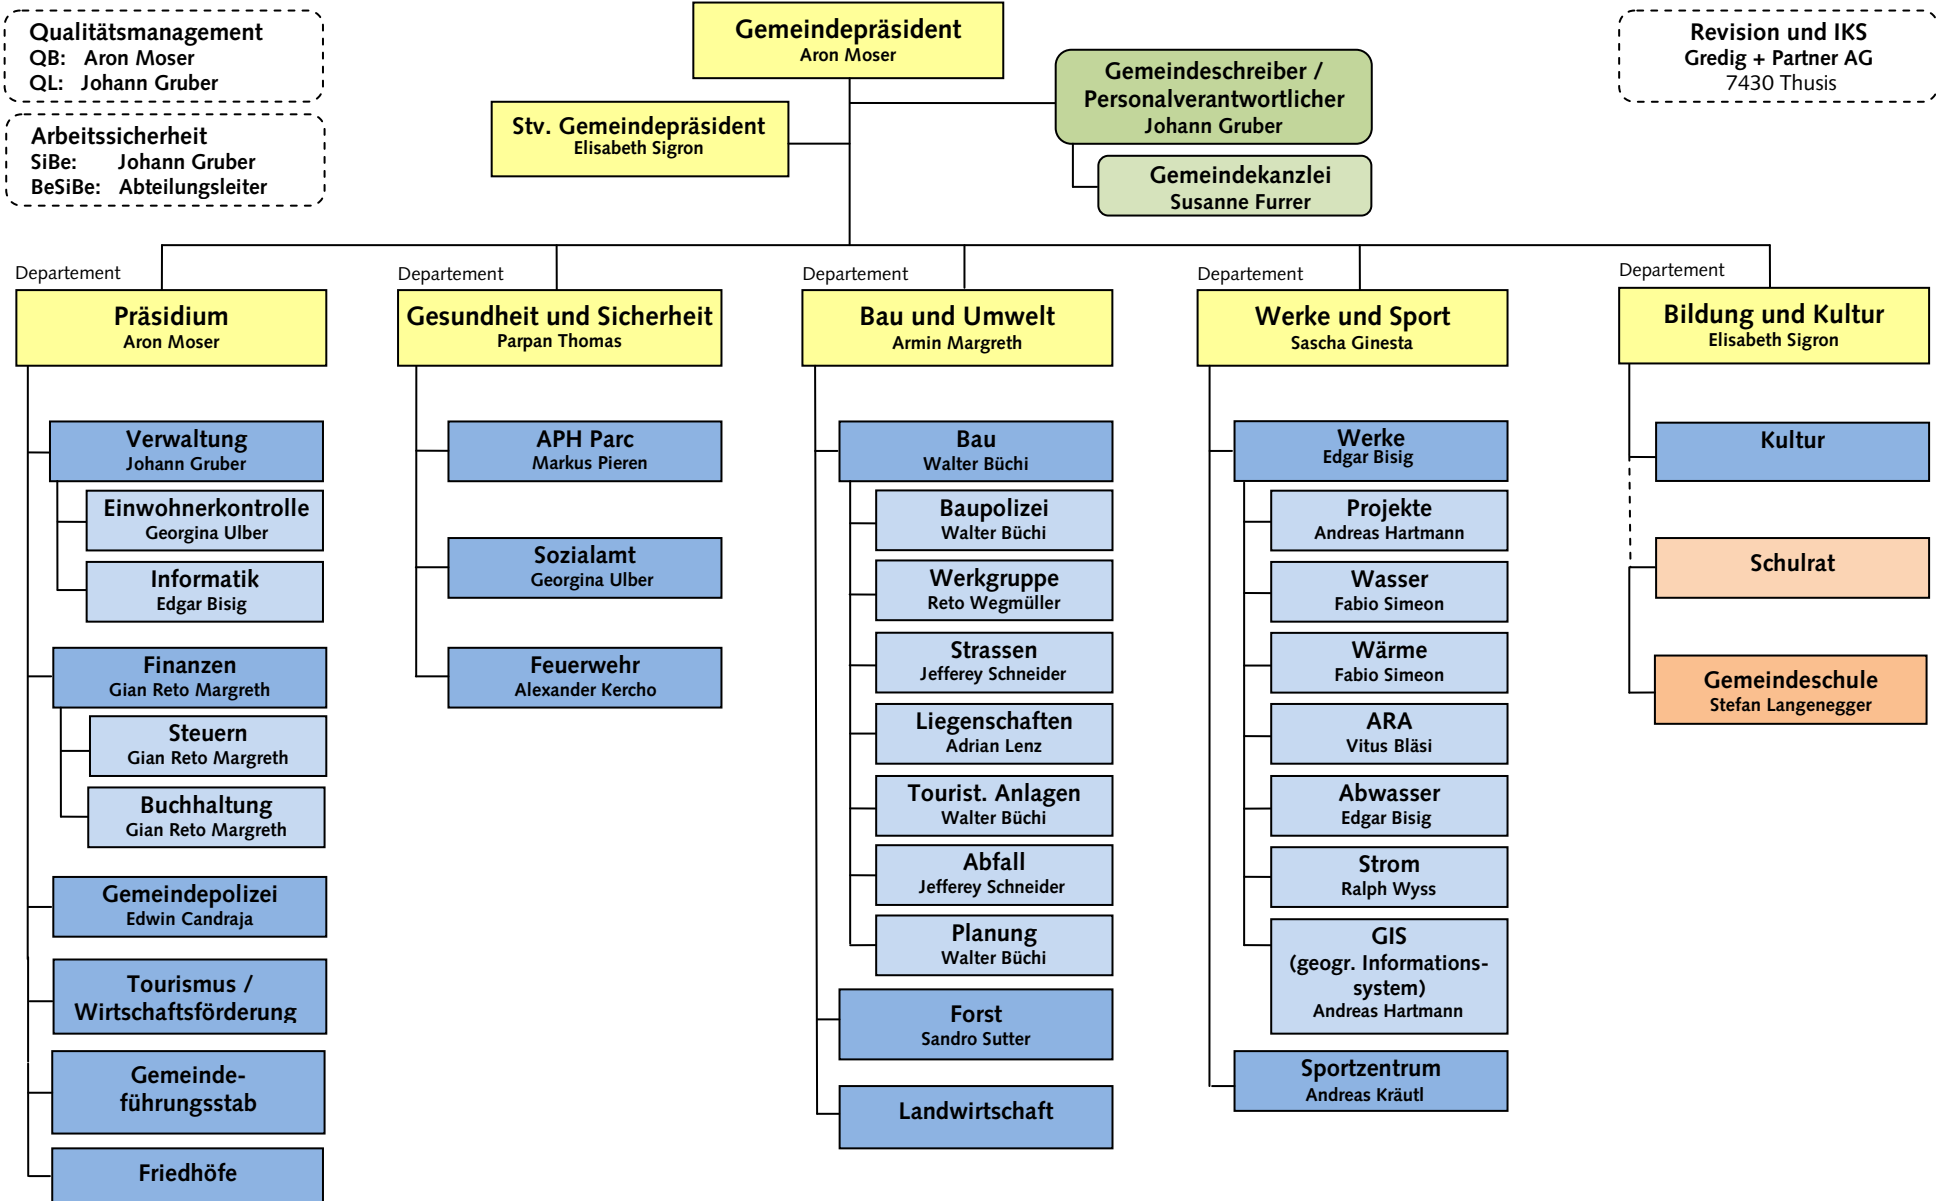 Qualitätsmanagement
QB: Aron Moser
QL: Johann Gruber
Arbeitssicherheit
SiBe: Johann Gruber
BeSiBe: Abteilungsleiter
Gemeindepräsident
Aron Moser
Stv. Gemeindepräsident
Elisabeth Sigron
Gemeindeschreiber /
Personalverantwortlicher
Johann Gruber
Gemeindekanzlei
Susanne Furrer
Revision und IKS
Gredig + Partner AG
7430 Thusis
Departement
Präsidium
Aron Moser
Verwaltung
Johann Gruber
Einwohnerkontrolle
Georgina Ulber
Informatik
Edgar Bisig
Finanzen
Gian Reto Margreth
Steuern
Gian Reto Margreth
Buchhaltung
Gian Reto Margreth
Gemeindepolizei
Edwin Candraja
Tourismus /
Wirtschaftsförderung
Gemeinde-
führungsstab
Friedhöfe
Departement
Gesundheit und Sicherheit
Parpan Thomas
APH Parc
Markus Pieren
Sozialamt
Georgina Ulber
Feuerwehr
Alexander Kercho
Departement
Bau und Umwelt
Armin Margreth
Bau
Walter Büchi
Baupolizei
Walter Büchi
Werkgruppe
Reto Wegmüller
Strassen
Jefferey Schneider
Liegenschaften
Adrian Lenz
Tourist. Anlagen
Walter Büchi
Abfall
Jefferey Schneider
Planung
Walter Büchi
Forst
Sandro Sutter
Landwirtschaft
Departement
Werke und Sport
Sascha Ginesta
Werke
Edgar Bisig
Projekte
Andreas Hartmann
Wasser
Fabio Simeon
Wärme
Fabio Simeon
ARA
Vitus Bläsi
Abwasser
Edgar Bisig
Strom
Ralph Wyss
GIS
(geogr. Informations-
system)
Andreas Hartmann
Sportzentrum
Andreas Kräutl
Departement
Bildung und Kultur
Elisabeth Sigron
Kultur
Schulrat
Gemeindeschule
Stefan Langenegger